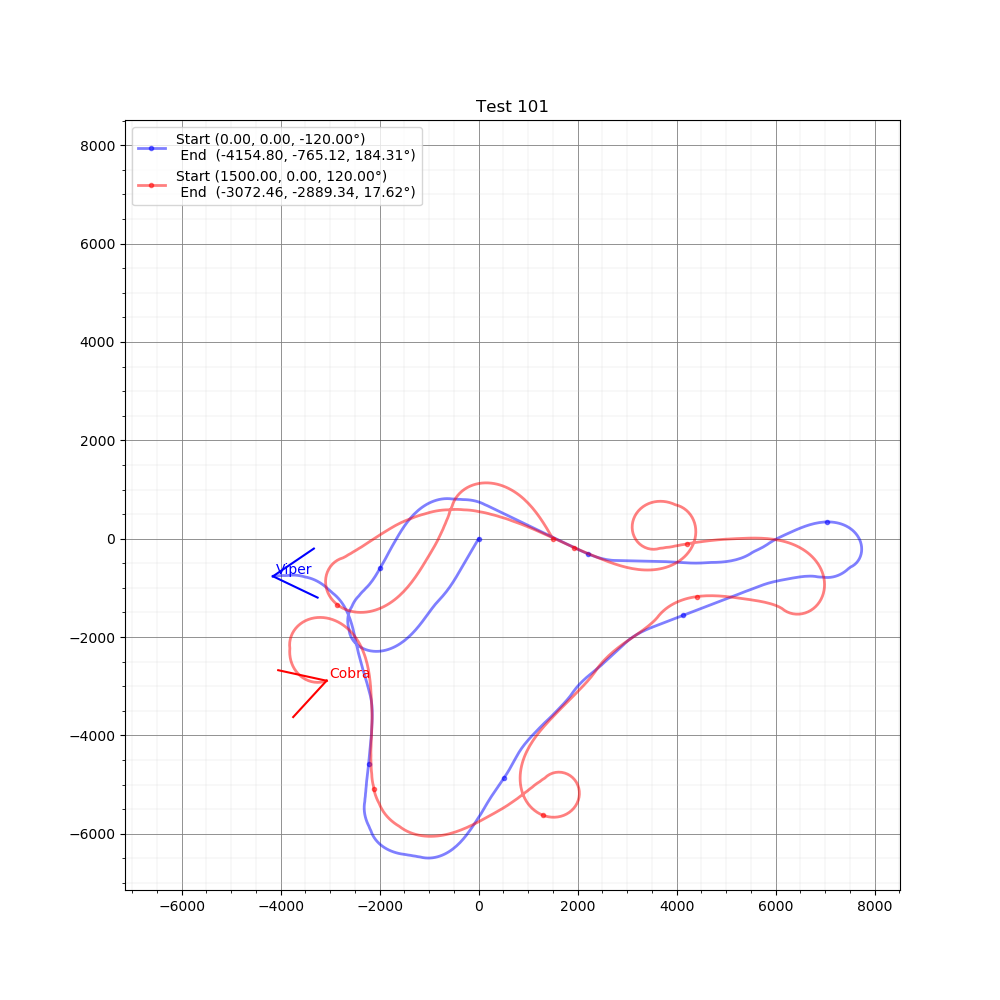 Test 101
Start (0.00, 0.00, -120.00°)
End (-4154.80, -765.12, 184.31°)
Start (1500.00, 0.00, 120.00°)
End (-3072.46, -2889.34, 17.62°)
8000
6000
4000
2000
0
−2000
−4000
−6000
Viper
Cobra
−6000 −4000 −2000 0 2000 4000 6000 8000